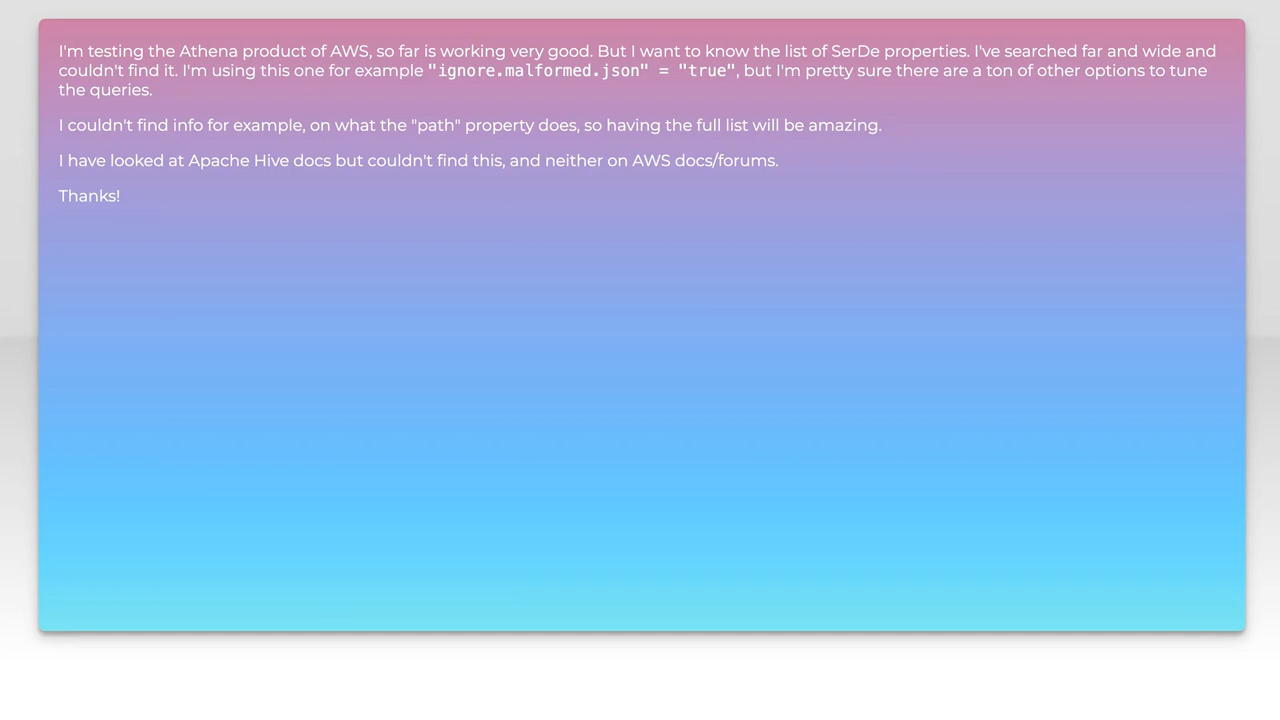 I'm testing the Athena product of AWS, so far is working very good. But I want to know the list of SerDe properties. I've searched far and wide and
couldn't find it. I'm using this one for example "ignore.malformed.json" = "true", but I'm pretty sure there are a ton of other options to tune
the queries.
I couldn't find info for example, on what the "path" property does, so having the full list will be amazing.
I have looked at Apache Hive docs but couldn't find this, and neither on AWS docs/forums.
Thanks!